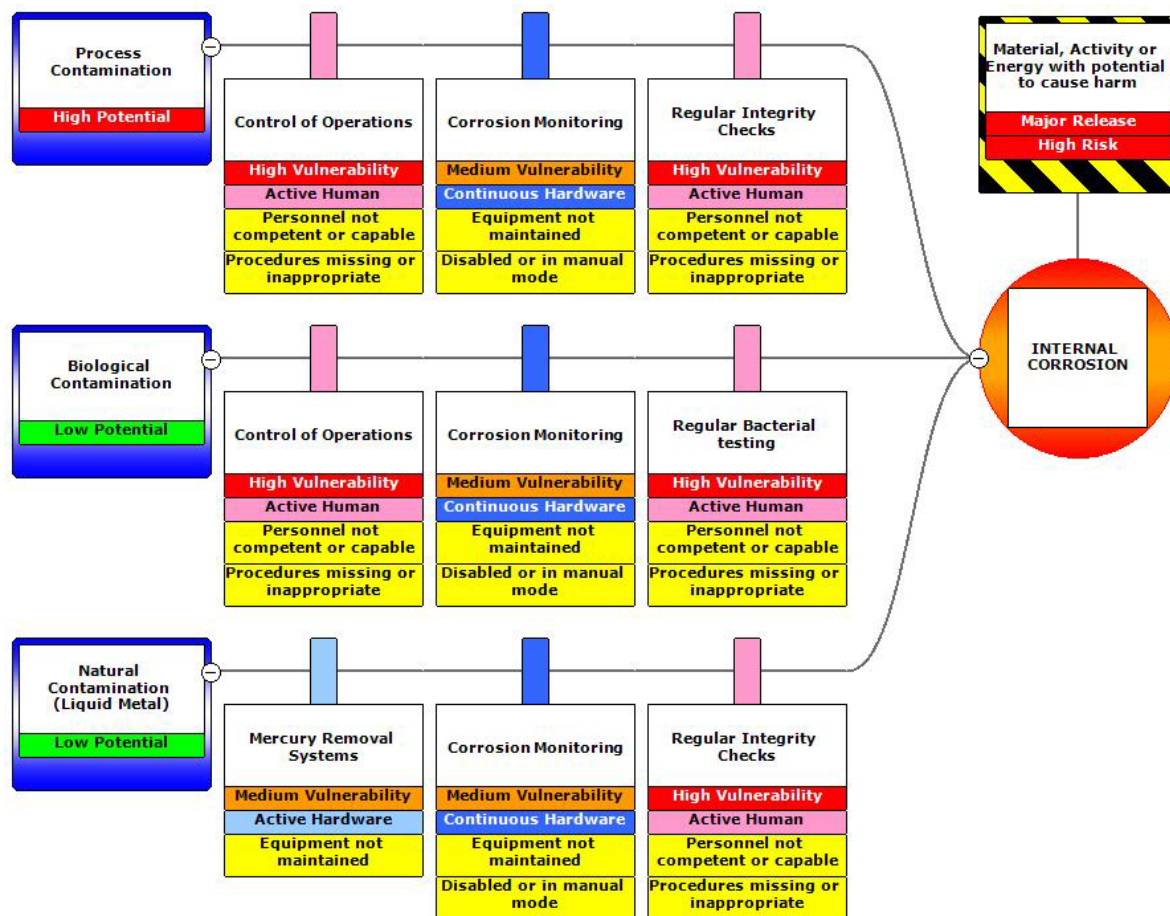 Process
Contamination
High Potential
Control of Operations
High Vulnerability
Active Human
Personnel not
competent or capable
Procedures missing or
inappropriate
Corrosion Monitoring
Medium Vulnerability
Continuous Hardware
Equipment not
maintained
Disabled or in manual
mode
Regular Integrity
Checks
High Vulnerability
Active Human
Personnel not
competent or capable
Procedures missing or
inappropriate
Material, Activity or
Energy with potential
to cause harm
Major Release
High Risk
INTERNAL
CORROSION
Biological
Contamination
Low Potential
Control of Operations
High Vulnerability
Active Human
Personnel not
competent or capable
Procedures missing or
inappropriate
Corrosion Monitoring
Medium Vulnerability
Continuous Hardware
Equipment not
maintained
Disabled or in manual
mode
Regular Bacterial
testing
High Vulnerability
Active Human
Personnel not
competent or capable
Procedures missing or
inappropriate
Natural
Contamination
(Liquid Metal)
Low Potential
Mercury Removal
Systems
Medium Vulnerability
Active Hardware
Equipment not
maintained
Corrosion Monitoring
Medium Vulnerability
Continuous Hardware
Equipment not
maintained
Disabled or in manual
mode
Regular Integrity
Checks
High Vulnerability
Active Human
Personnel not
competent or capable
Procedures missing or
inappropriate